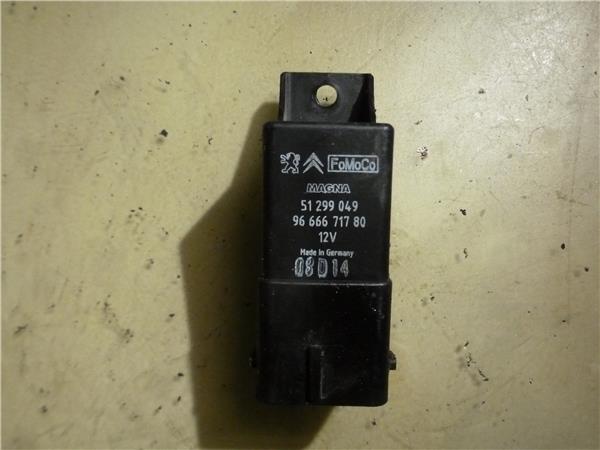 FoMoCo
MAGNA
51 299 049
96 666 717 80
12V
Made in Germany
08D14